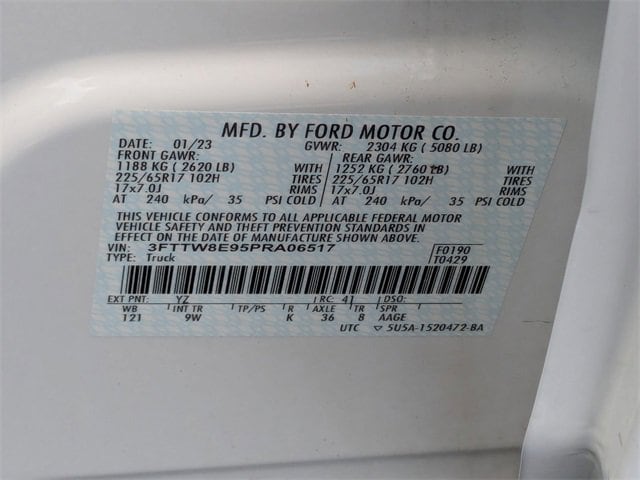 MFD. BY FORD MOTOR CO.
DATE: 01/23 GVWR: 2304 KG ( 5080 LB)
FRONT GAWR: REAR GAWR:
1188 KG ( 2620 LB) WITH 1252 KG ( 2760 LB) WITH
225/65R17 102H TIRES 225/65R17 102H TIRES
17x7.0J RIMS 17x7.0J RIMS
AT 240 kPa/ 35 PSI COLD AT 240 kPa/ 35 PSI COLD
THIS VEHICLE CONFORMS TO ALL APPLICABLE FEDERAL MOTOR
VEHICLE SAFETY AND THEFT PREVENTION STANDARDS IN
EFFECT ON THE DATE OF MANUFACTURE SHOWN ABOVE.
VIN: 3FTTW8E95PRA06517 F0190
TYPE: Truck T0429
EXT PNT: YZ RC: 41 DSO:
WB INT TR TP/PS R AXLE TR SPR
121 9W K 36 8 AAGE
UTC ▽ 5U5A-1520472-BA